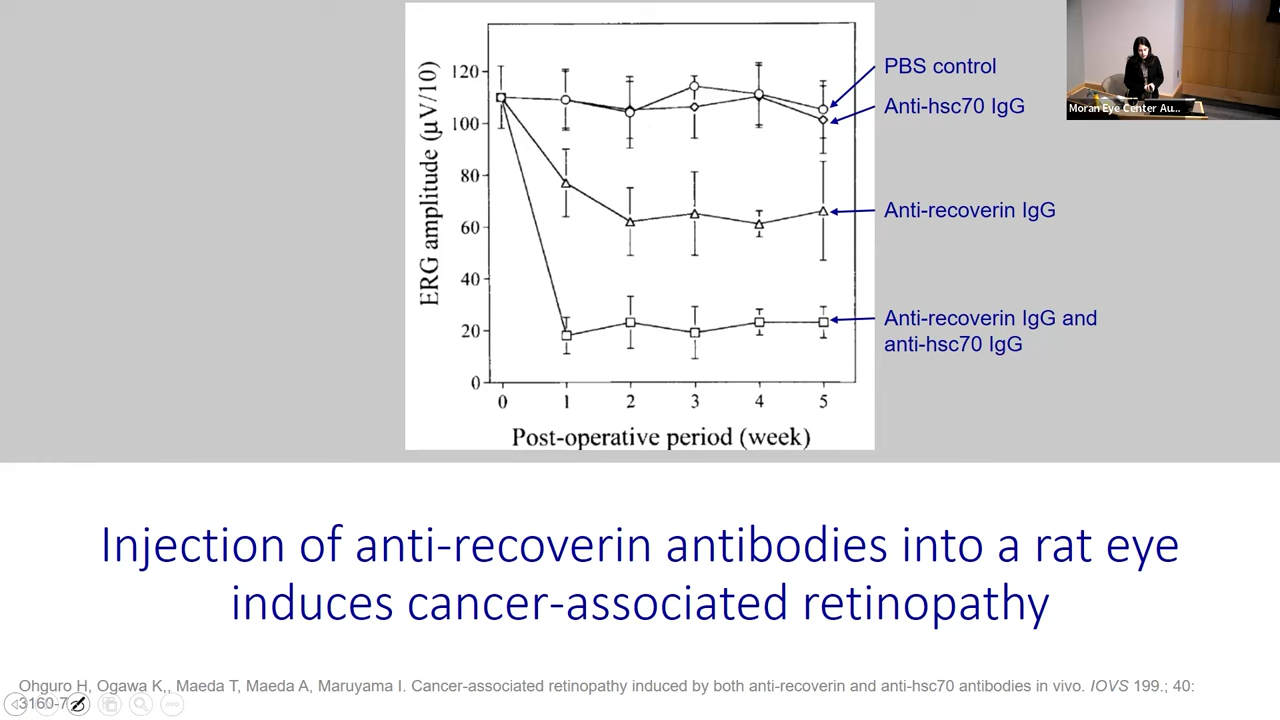 120
100
80
60
40
20
0
ERG amplitude (µV/10)
0 1 2 3 4 5
Post-operative period (week)
PBS control
Anti-hsc70 IgG
Anti-recoverin IgG
Anti-recoverin IgG and
anti-hsc70 IgG
Moran Eye Center Au...
Injection of anti-recoverin antibodies into a rat eye
induces cancer-associated retinopathy
Ohguro H, Ogawa K,, Maeda T, Maeda A, Maruyama I. Cancer-associated retinopathy induced by both anti-recoverin and anti-hsc70 antibodies in vivo. IOVS 199.; 40: